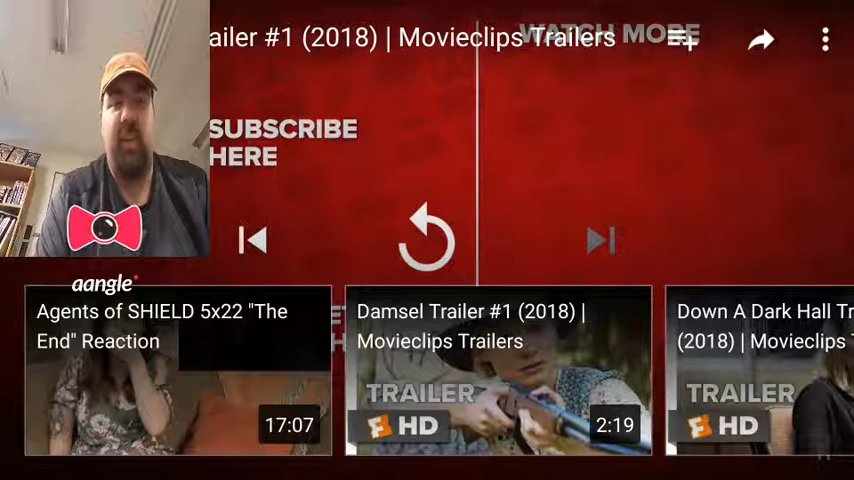 ailer #1 (2018) | Movieclips Trailers
WATCH MORE
SUBSCRIBE
HERE
aangle
Agents of SHIELD 5x22 "The
End" Reaction
17:07
Damsel Trailer #1 (2018) |
Movieclips Trailers
TRAILER
HD
2:19
Down A Dark Hall Tr
(2018) | Movieclips T
TRAILER
HD